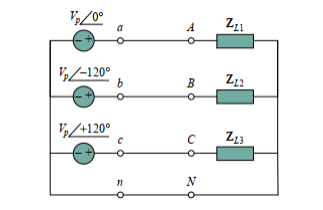 Vp/0° a A ZL1
− +
Vp/−120° b B ZL2
− +
Vp/+120° c C ZL3
− +
n N